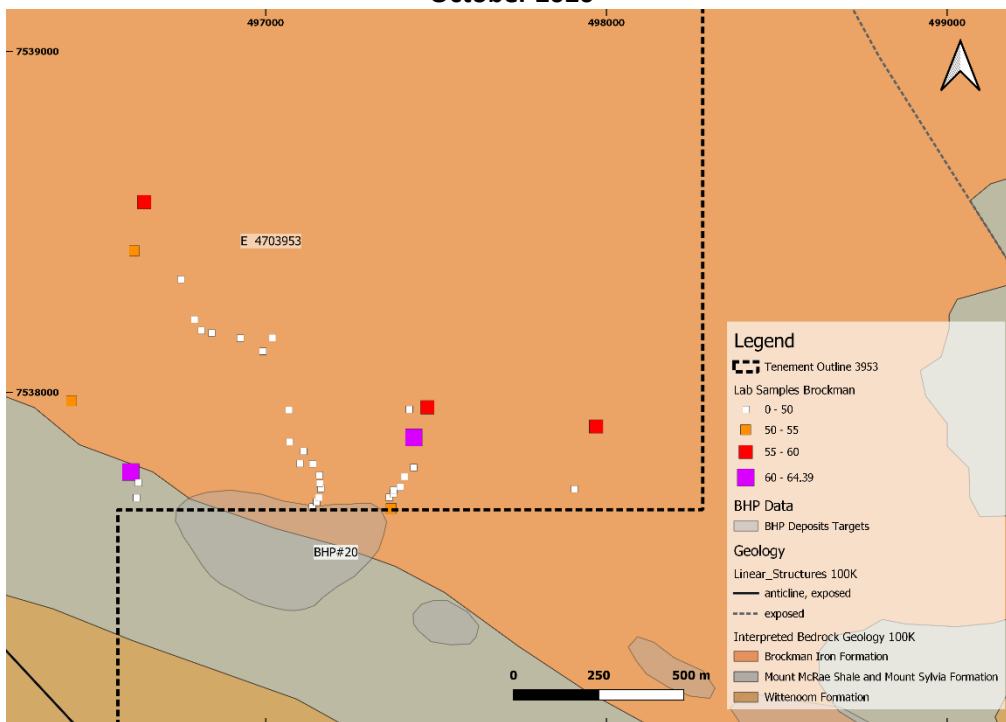 October 2020
497000
498000
499000
7539000
E 4703953
7538000
BHP#20
Legend
Tenement Outline 3953
Lab Samples Brockman
0 - 50
50 - 55
55 - 60
60 - 64.39
BHP Data
BHP Deposits Targets
Geology
Linear_Structures 100K
anticline, exposed
exposed
Interpreted Bedrock Geology 100K
Brockman Iron Formation
Mount McRae Shale and Mount Sylvia Formation
Wittenoom Formation
0 250 500 m